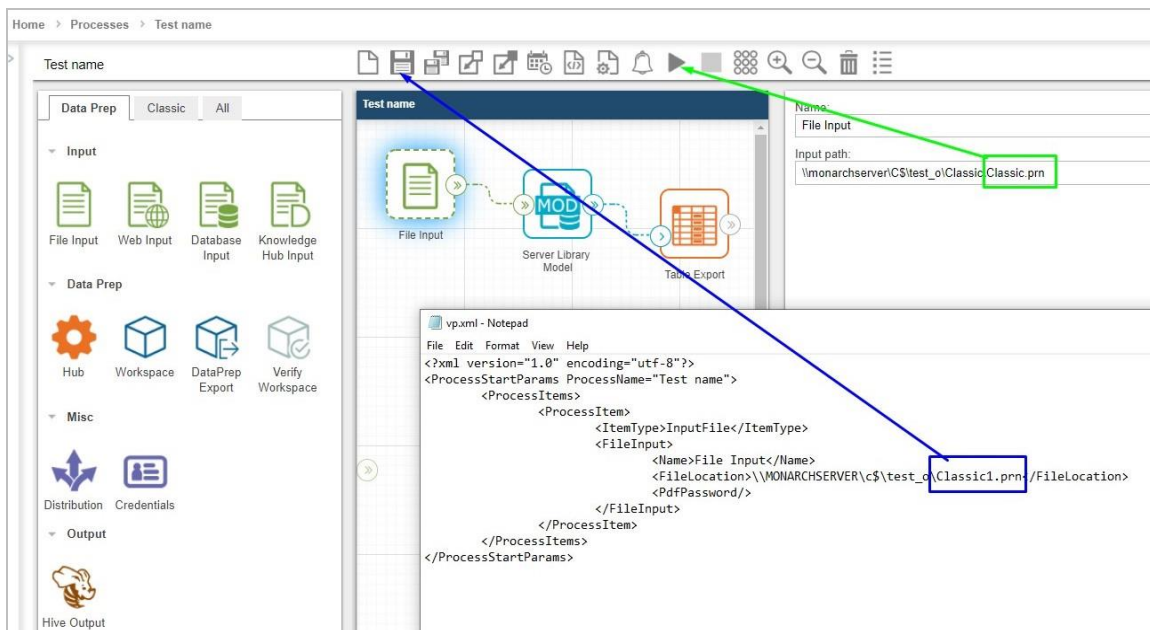 Home > Processes > Test name
Test name
Data Prep Classic All
Input
File Input Web Input Database Input Knowledge Hub Input
Data Prep
Hub Workspace DataPrep Export Verify Workspace
Misc
Distribution Credentials
Output
Hive Output
Test name
File Input
MOD
Server Library
Model
Table Export
Name:
File Input
Input path:
\\monarchserver\C$\test_o\Classic\Classic.prn
vp.xml - Notepad
File Edit Format View Help
<?xml version="1.0" encoding="utf-8"?>
<ProcessStartParams ProcessName="Test name">
<ProcessItems>
<ProcessItem>
<ItemType>InputFile</ItemType>
<FileInput>
<Name>File Input</Name>
<FileLocation>\\MONARCHSERVER\c$\test_o\Classic1.prn</FileLocation>
<PdfPassword/>
</FileInput>
</ProcessItem>
</ProcessItems>
</ProcessStartParams>